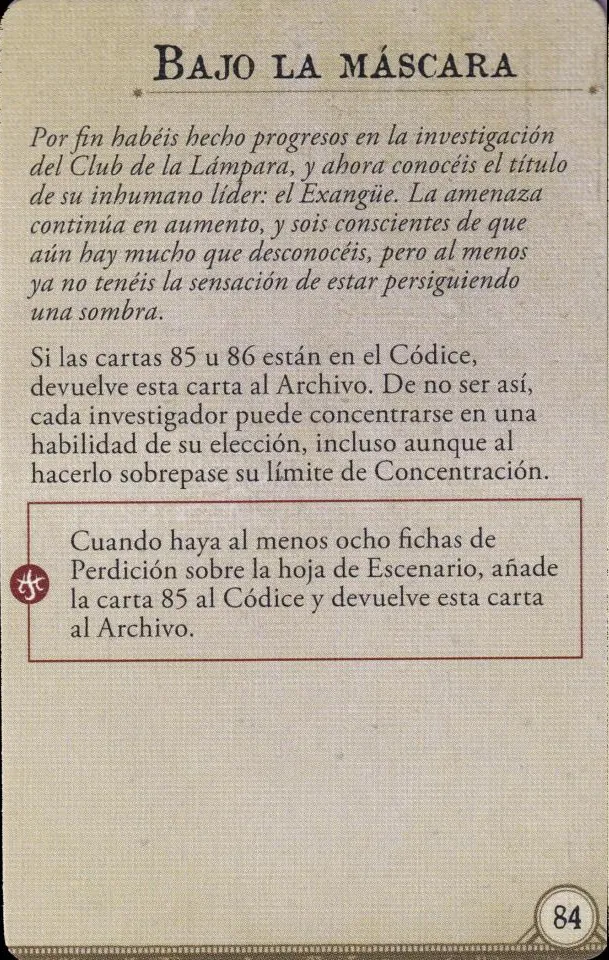 Bajo la máscara
Por fin habéis hecho progresos en la investigación
del Club de la Lámpara, y ahora conocéis el título
de su inhumano líder: el Exangüe. La amenaza
continúa en aumento, y sois conscientes de que
aún hay mucho que desconocéis, pero al menos
ya no tenéis la sensación de estar persiguiendo
una sombra.
Si las cartas 85 u 86 están en el Códice,
devuelve esta carta al Archivo. De no ser así,
cada investigador puede concentrarse en una
habilidad de su elección, incluso aunque al
hacerlo sobrepase su límite de Concentración.
Cuando haya al menos ocho fichas de
Perdición sobre la hoja de Escenario, añade
la carta 85 al Códice y devuelve esta carta
al Archivo.
84